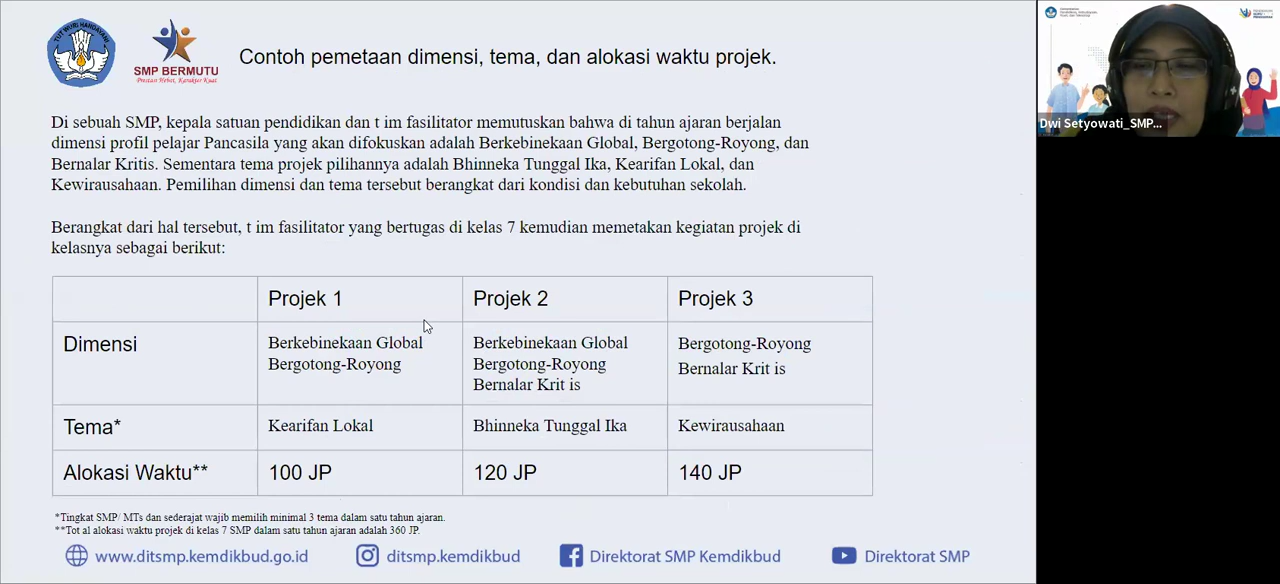 TUT WURI HANDAYANI
SMP BERMUTU
Prestasi Hebat, Karakter Kuat
Contoh pemetaan dimensi, tema, dan alokasi waktu projek.
Di sebuah SMP, kepala satuan pendidikan dan t im fasilitator memutuskan bahwa di tahun ajaran berjalan
dimensi profil pelajar Pancasila yang akan difokuskan adalah Berkebinekaan Global, Bergotong-Royong, dan
Bernalar Kritis. Sementara tema projek pilihannya adalah Bhinneka Tunggal Ika, Kearifan Lokal, dan
Kewirausahaan. Pemilihan dimensi dan tema tersebut berangkat dari kondisi dan kebutuhan sekolah.
Berangkat dari hal tersebut, t im fasilitator yang bertugas di kelas 7 kemudian memetakan kegiatan projek di
kelasnya sebagai berikut:
Projek 1 Projek 2 Projek 3
Dimensi
Berkebinekaan Global
Bergotong-Royong
Berkebinekaan Global
Bergotong-Royong
Bernalar Krit is
Bergotong-Royong
Bernalar Krit is
Tema* Kearifan Lokal Bhinneka Tunggal Ika Kewirausahaan
Alokasi Waktu** 100 JP 120 JP 140 JP
*Tingkat SMP/ MTs dan sederajat wajib memilih minimal 3 tema dalam satu tahun ajaran.
**Tot al alokasi waktu projek di kelas 7 SMP dalam satu tahun ajaran adalah 360 JP.
www.ditsmp.kemdikbud.go.id ditsmp.kemdikbud Direktorat SMP Kemdikbud Direktorat SMP
Dwi Setyowati_SMP...